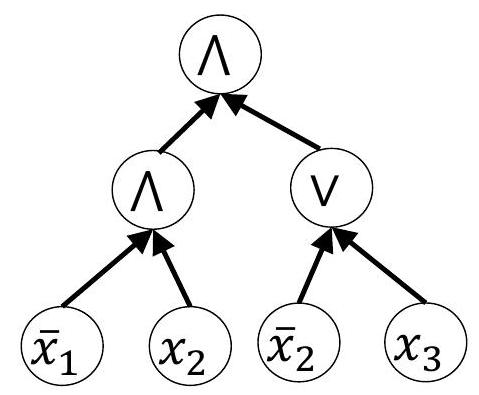 ∧
∧ ∨
x̄₁ x₂ x̄₂ x₃